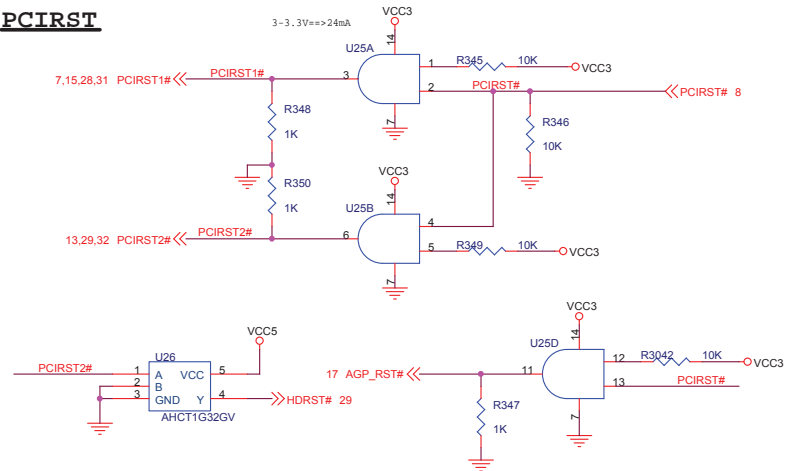 PCIRST
3-3.3V==>24mA
VCC3
14
U25A
1 R345 10K VCC3
7,15,28,31 PCIRST1# PCIRST1# 3
2 PCIRST# PCIRST# 8
R348
1K
7
R346
10K
VCC3
R350
1K
14
U25B
4
13,29,32 PCIRST2# PCIRST2# 6
5 R349 10K VCC3
7
VCC5
U26
PCIRST2# 1 A VCC 5
2 B
3 GND Y 4 HDRST# 29
AHCT1G32GV
VCC3
14
U25D
12 R3042 10K VCC3
17 AGP_RST# 11
13 PCIRST#
R347
1K
7